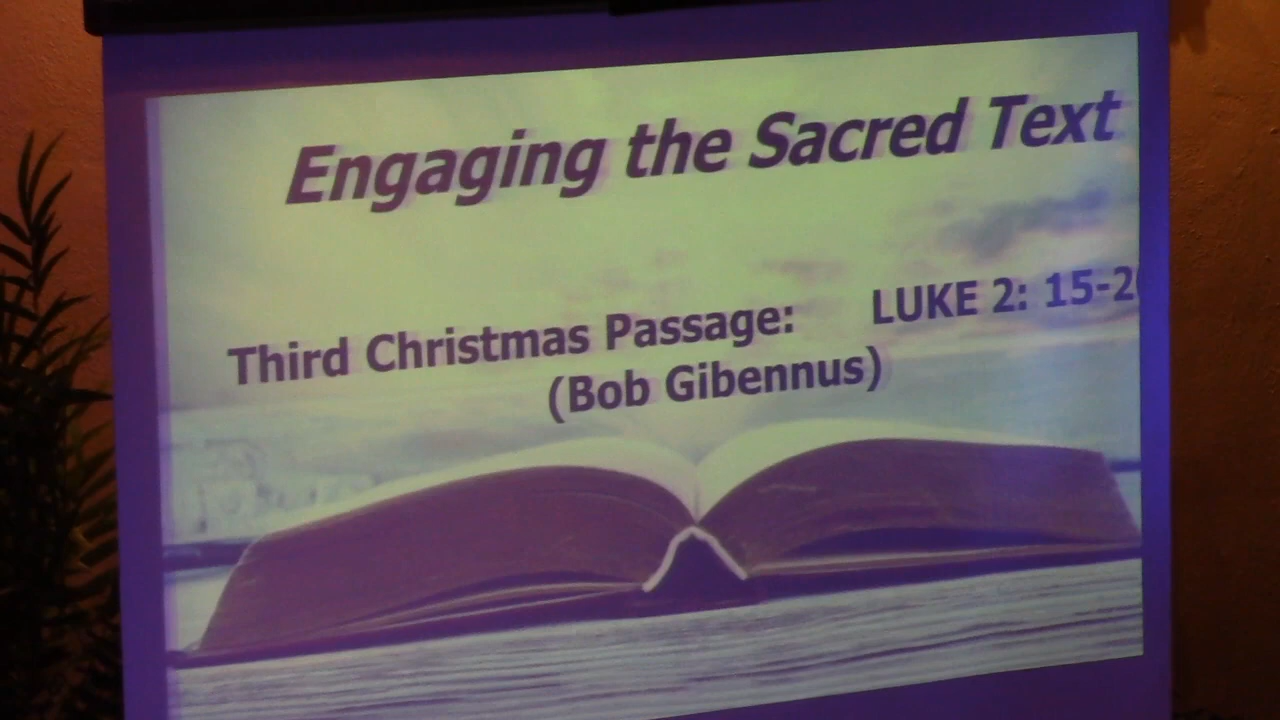 Engaging the Sacred Text
Third Christmas Passage: LUKE 2: 15-2
(Bob Gibennus)